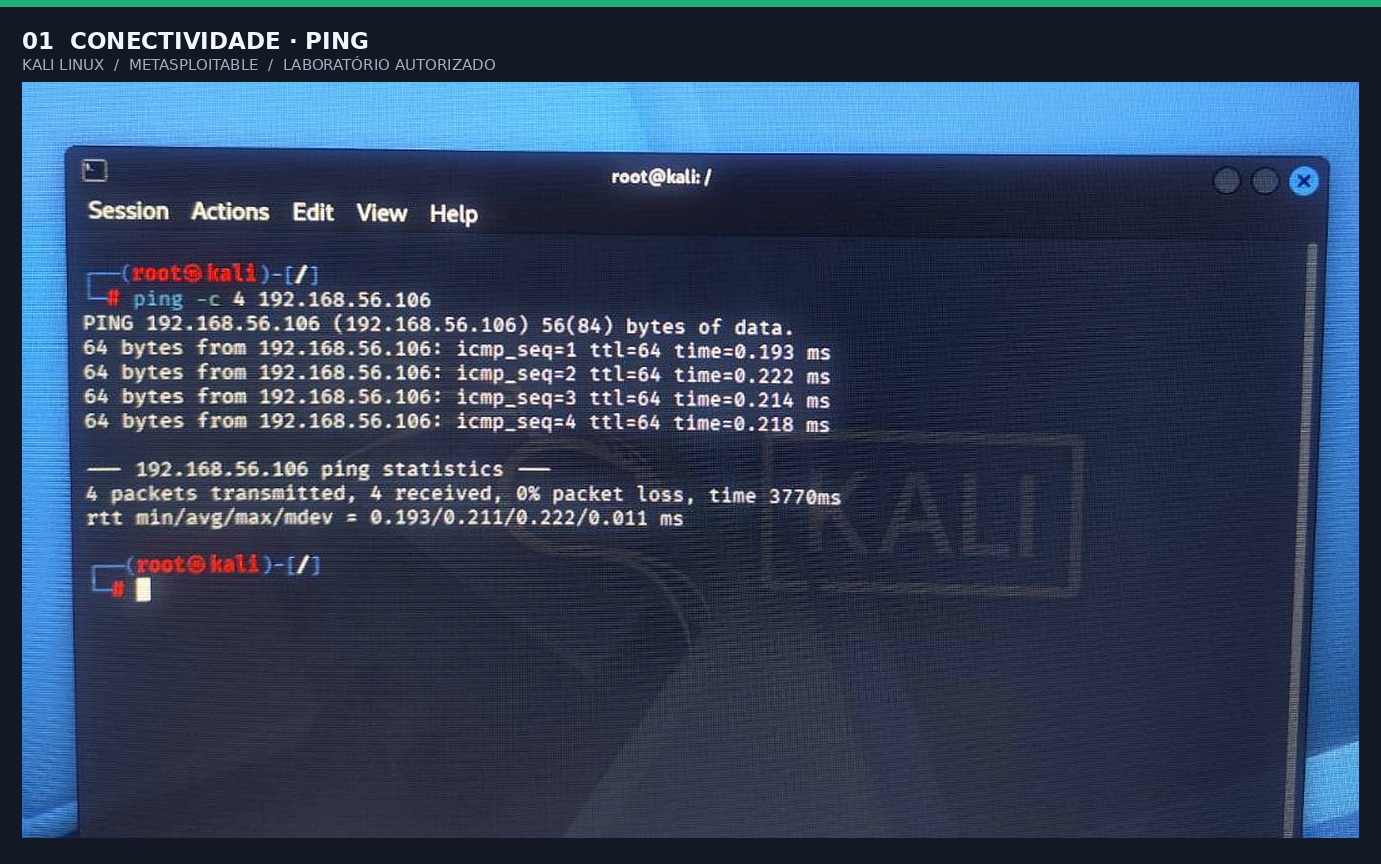 01 CONECTIVIDADE · PING
KALI LINUX / METASPLOITABLE / LABORATÓRIO AUTORIZADO
root@kali: /
Session Actions Edit View Help
┌──(root㉿kali)-[/]
└─# ping -c 4 192.168.56.106
PING 192.168.56.106 (192.168.56.106) 56(84) bytes of data.
64 bytes from 192.168.56.106: icmp_seq=1 ttl=64 time=0.193 ms
64 bytes from 192.168.56.106: icmp_seq=2 ttl=64 time=0.222 ms
64 bytes from 192.168.56.106: icmp_seq=3 ttl=64 time=0.214 ms
64 bytes from 192.168.56.106: icmp_seq=4 ttl=64 time=0.218 ms
--- 192.168.56.106 ping statistics ---
4 packets transmitted, 4 received, 0% packet loss, time 3770ms
rtt min/avg/max/mdev = 0.193/0.211/0.222/0.011 ms
KALI
┌──(root㉿kali)-[/]
└─#